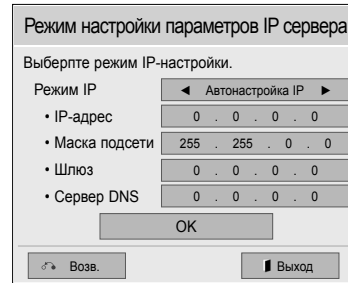 Режим настройки параметров IP сервера
Выберпте режим IP-настройки.
Режим IP ◄ Автонастройка IP ►
• IP-адрес 0 . 0 . 0 . 0
• Маска подсети 255 . 255 . 0 . 0
• Шлюз 0 . 0 . 0 . 0
• Сервер DNS 0 . 0 . 0 . 0
OK
Возв. Выход